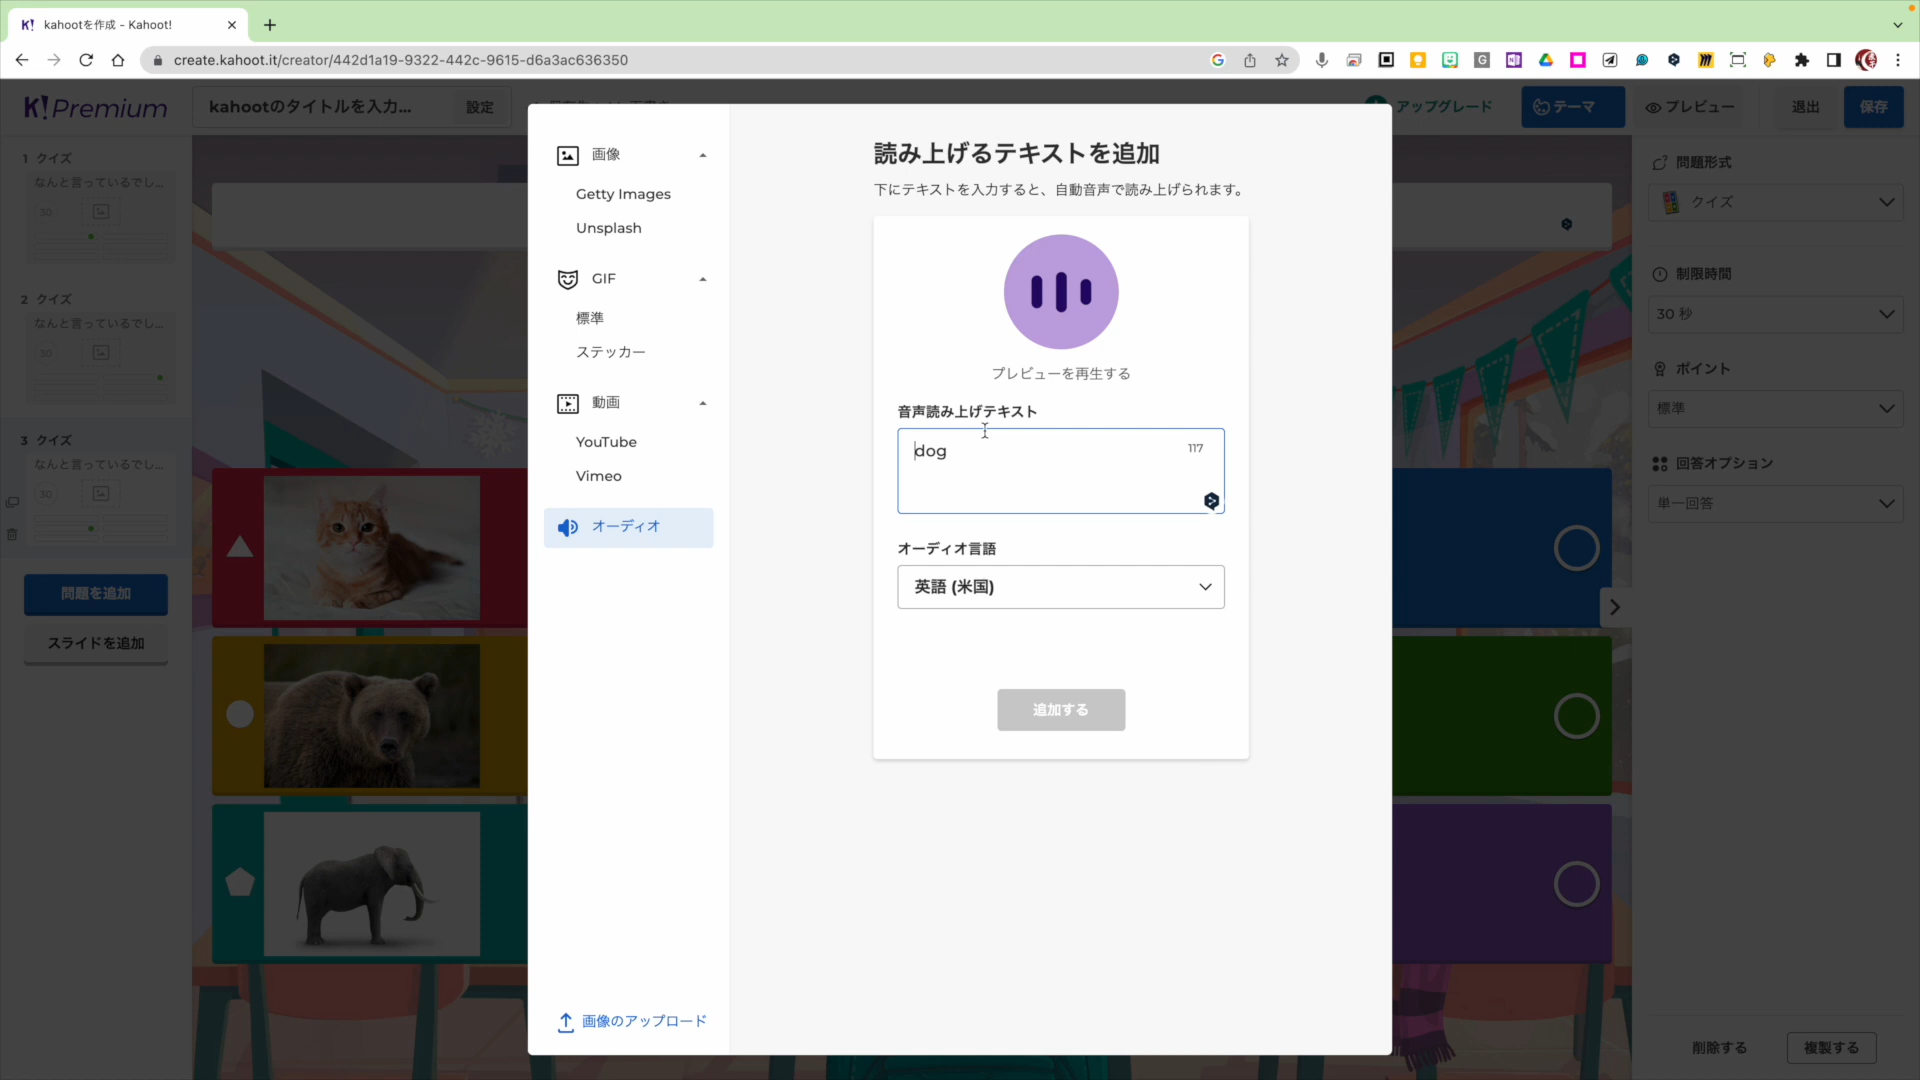 kahootを作成 - Kahoot!
create.kahoot.it/creator/442d1a19-9322-442c-9615-d6a3ac636350
K!Premium
kahootのタイトルを入力...
設定
アップグレード
テーマ
プレビュー
退出
保存
1 クイズ
なんと言っているでし...
30
2 クイズ
なんと言っているでし...
30
3 クイズ
なんと言っているでし...
30
問題を追加
スライドを追加
画像
Getty Images
Unsplash
GIF
標準
ステッカー
動画
YouTube
Vimeo
オーディオ
画像のアップロード
読み上げるテキストを追加
下にテキストを入力すると、自動音声で読み上げられます。
プレビューを再生する
音声読み上げテキスト
dog
117
オーディオ言語
英語 (米国)
追加する
問題形式
クイズ
制限時間
30 秒
ポイント
標準
回答オプション
単一回答
削除する
複製する